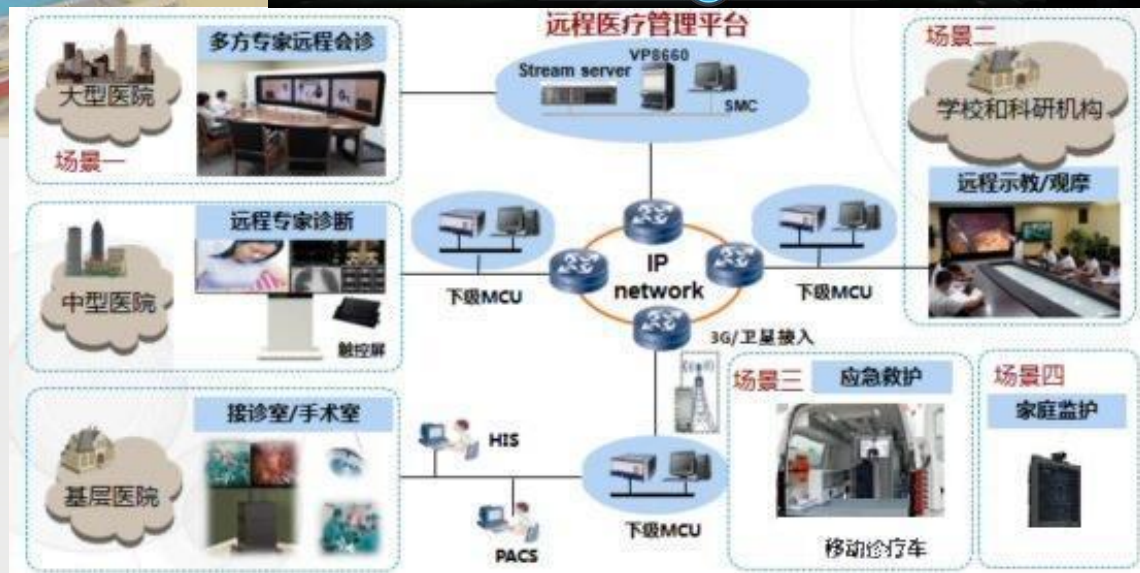 远程医疗管理平台
多方专家远程会诊
大型医院
场景一
Stream server
VP8660
SMC
场景二
学校和科研机构
远程示教/观摩
远程专家诊断
中型医院
触控屏
下级MCU
IP
network
下级MCU
3G/卫星接入
接诊室/手术室
基层医院
HIS
PACS
下级MCU
场景三
应急救护
移动诊疗车
场景四
家庭监护